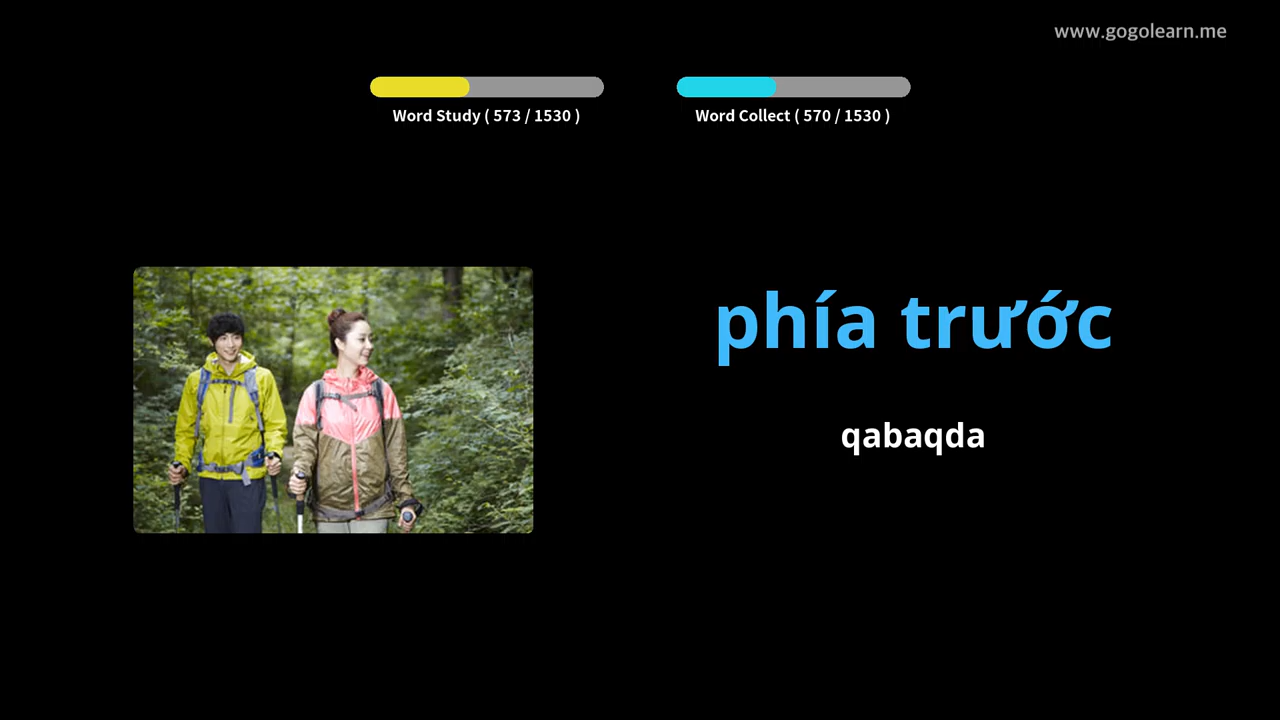 www.gogolearn.me
Word Study ( 573 / 1530 )
Word Collect ( 570 / 1530 )
phía trước
qabaqda